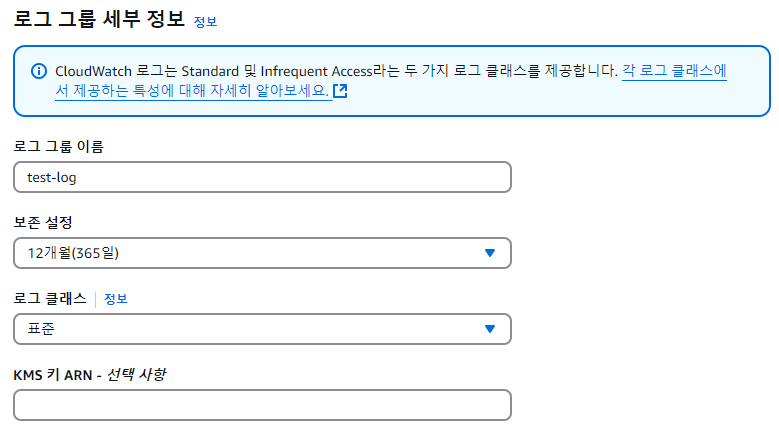 로그 그룹 세부 정보 정보
CloudWatch 로그는 Standard 및 Infrequent Access라는 두 가지 로그 클래스를 제공합니다. 각 로그 클래스에
서 제공하는 특성에 대해 자세히 알아보세요.
로그 그룹 이름
test-log
보존 설정
12개월(365일)
로그 클래스 정보
표준
KMS 키 ARN - 선택 사항